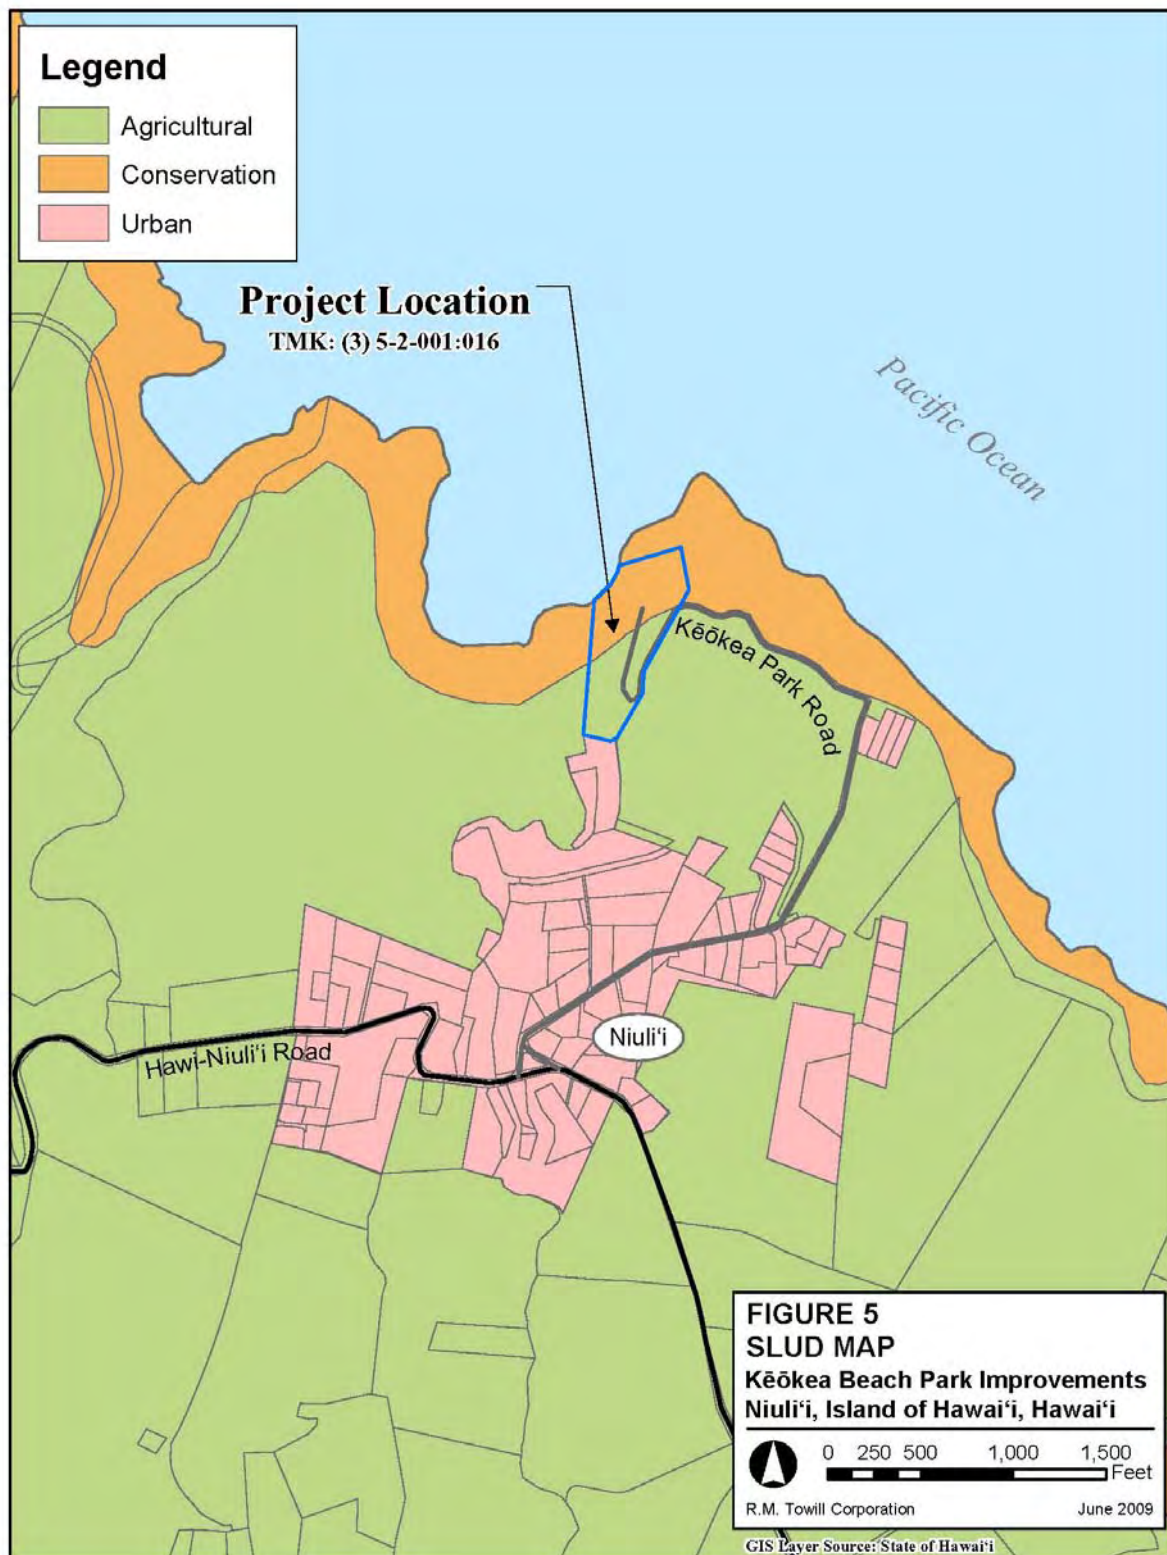 Legend
Agricultural
Conservation
Urban
Project Location
TMK: (3) 5-2-001:016
Pacific Ocean
Kēōkea Park Road
Niuli‘i
Hawi-Niuli‘i Road
FIGURE 5
SLUD MAP
Kēōkea Beach Park Improvements
Niuli‘i, Island of Hawai‘i, Hawai‘i
0 250 500 1,000 1,500
Feet
R.M. Towill Corporation June 2009
GIS Layer Source: State of Hawai‘i